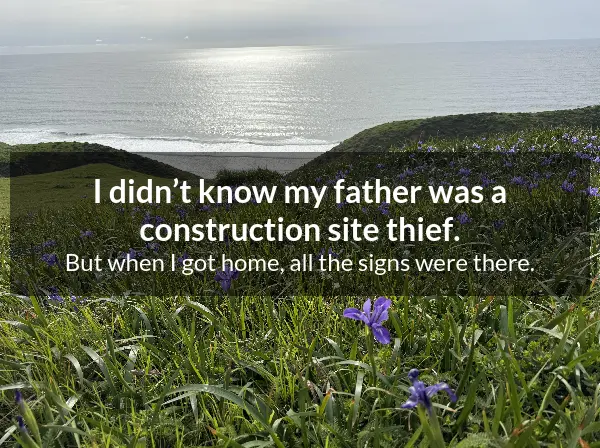 I didn’t know my father was a
construction site thief.
But when I got home, all the signs were there.